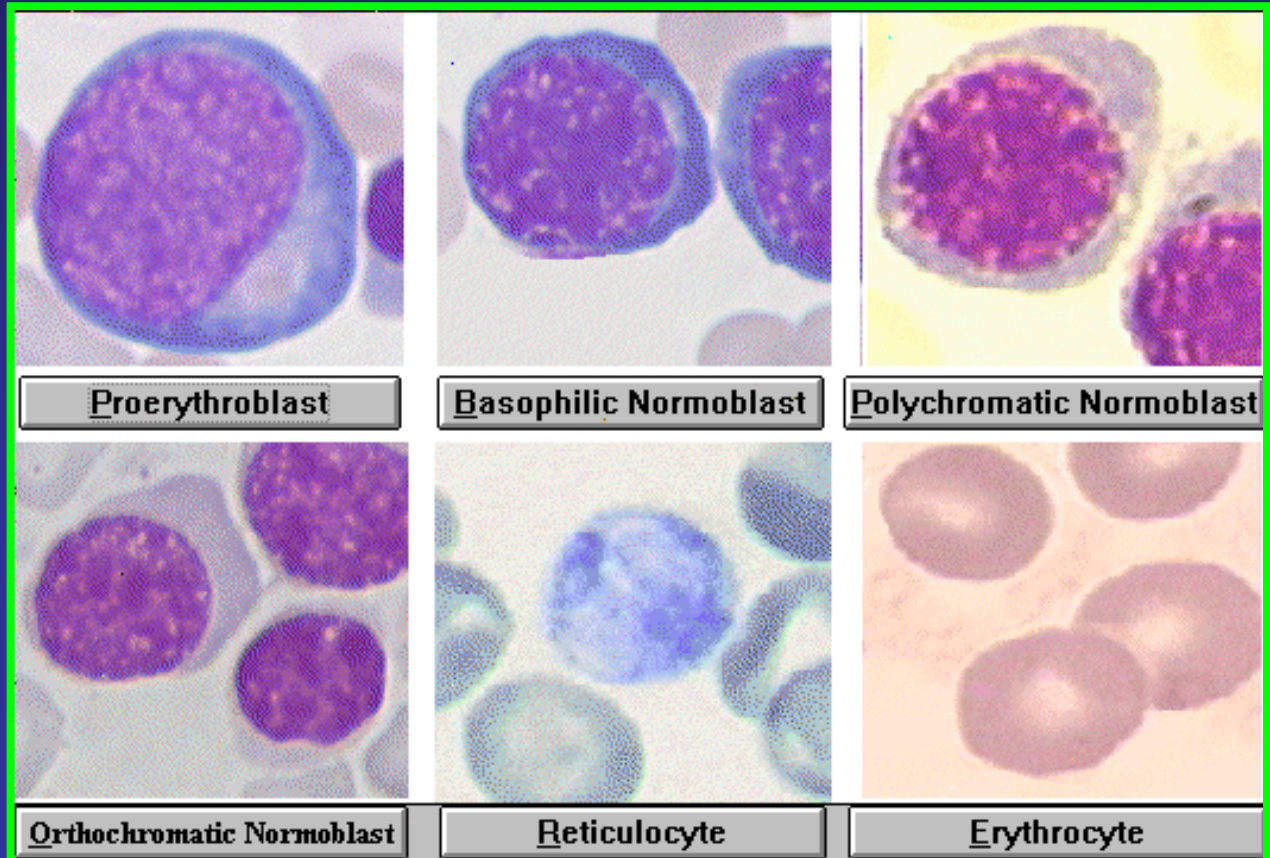 Proerythroblast
Basophilic Normoblast
Polychromatic Normoblast
Orthochromatic Normoblast
Reticulocyte
Erythrocyte